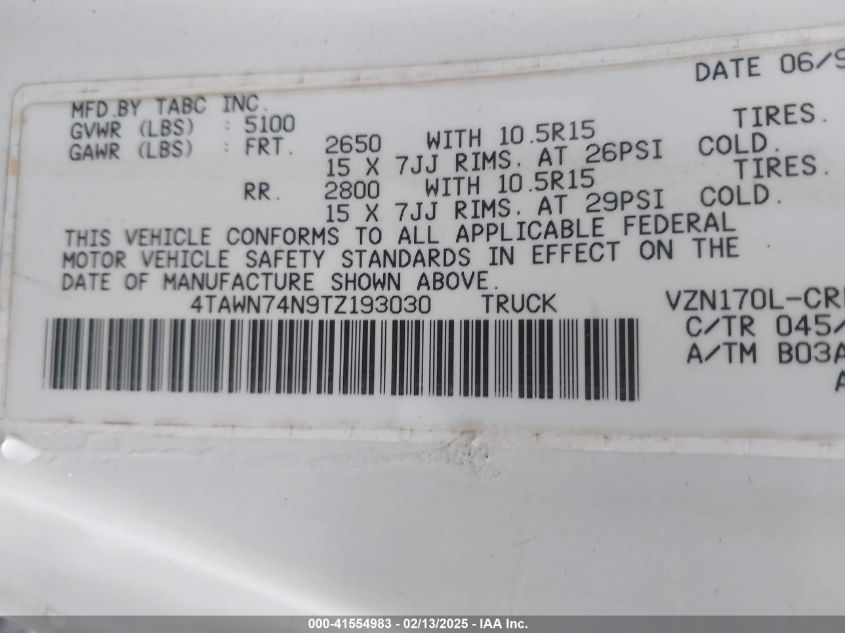 DATE 06/9
MFD.BY TABC INC.
GVWR (LBS) : 5100
GAWR (LBS) : FRT. 2650 WITH 10.5R15 TIRES.
15 X 7JJ RIMS. AT 26PSI COLD.
RR. 2800 WITH 10.5R15 TIRES.
15 X 7JJ RIMS. AT 29PSI COLD.
THIS VEHICLE CONFORMS TO ALL APPLICABLE FEDERAL
MOTOR VEHICLE SAFETY STANDARDS IN EFFECT ON THE
DATE OF MANUFACTURE SHOWN ABOVE.
4TAWN74N9TZ193030 TRUCK VZN170L-CR
C/TR 045/
A/TM B03A
A
000-41554983 - 02/13/2025 - IAA Inc.